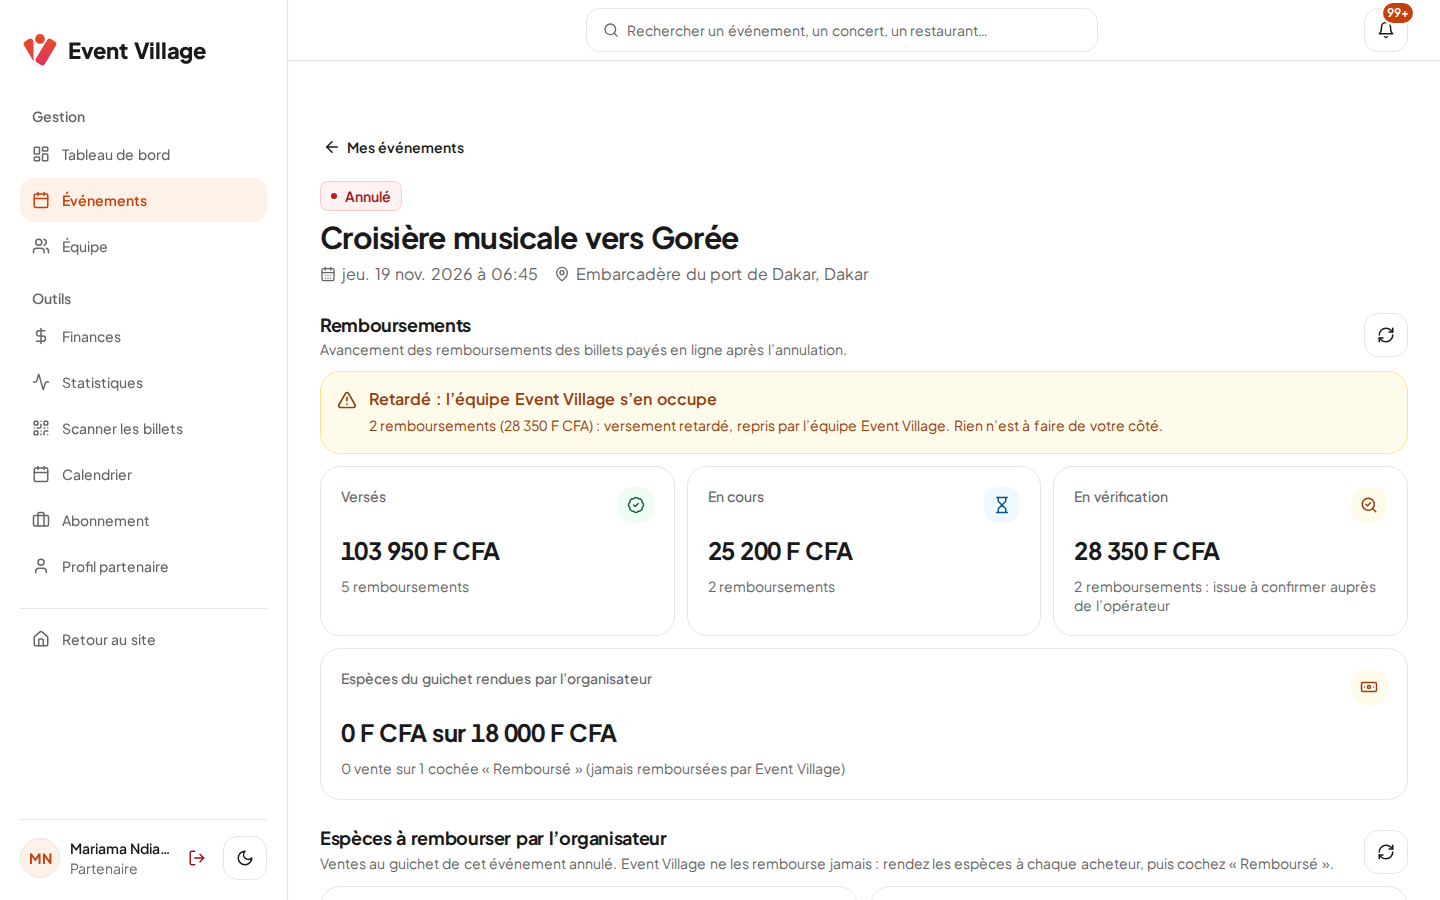 Event Village
Rechercher un événement, un concert, un restaurant...
99+
Gestion
Tableau de bord
Événements
Équipe
Outils
Finances
Statistiques
Scanner les billets
Calendrier
Abonnement
Profil partenaire
Retour au site
MN
Mariama Ndia...
Partenaire
Mes événements
Annulé
Croisière musicale vers Gorée
jeu. 19 nov. 2026 à 06:45
Embarcadère du port de Dakar, Dakar
Remboursements
Avancement des remboursements des billets payés en ligne après l’annulation.
Retardé : l’équipe Event Village s’en occupe
2 remboursements (28 350 F CFA) : versement retardé, repris par l’équipe Event Village. Rien n’est à faire de votre côté.
Versés
103 950 F CFA
5 remboursements
En cours
25 200 F CFA
2 remboursements
En vérification
28 350 F CFA
2 remboursements : issue à confirmer auprès
de l’opérateur
Espèces du guichet rendues par l’organisateur
0 F CFA sur 18 000 F CFA
0 vente sur 1 cochée « Remboursé » (jamais remboursées par Event Village)
Espèces à rembourser par l’organisateur
Ventes au guichet de cet événement annulé. Event Village ne les rembourse jamais : rendez les espèces à chaque acheteur, puis cochez « Remboursé ».